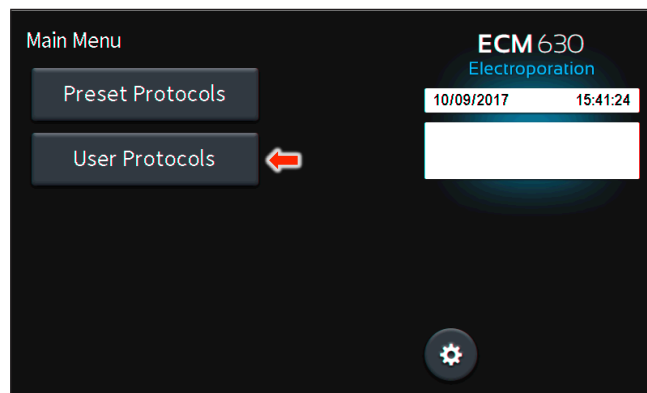 Main Menu
Preset Protocols
User Protocols
ECM 630
Electroporation
10/09/2017 15:41:24